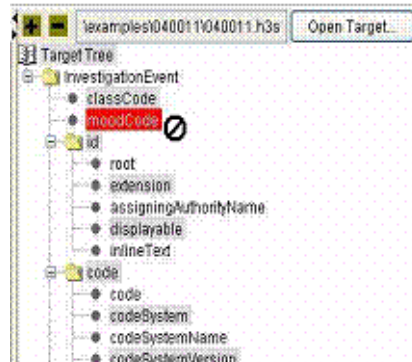 \examples\040011\040011.h3s Open Target...
Target Tree
InvestigationEvent
classCode
moodCode
id
root
extension
assigningAuthorityName
displayable
inlineText
code
code
codeSystem
codeSystemName
codeSystemVersion